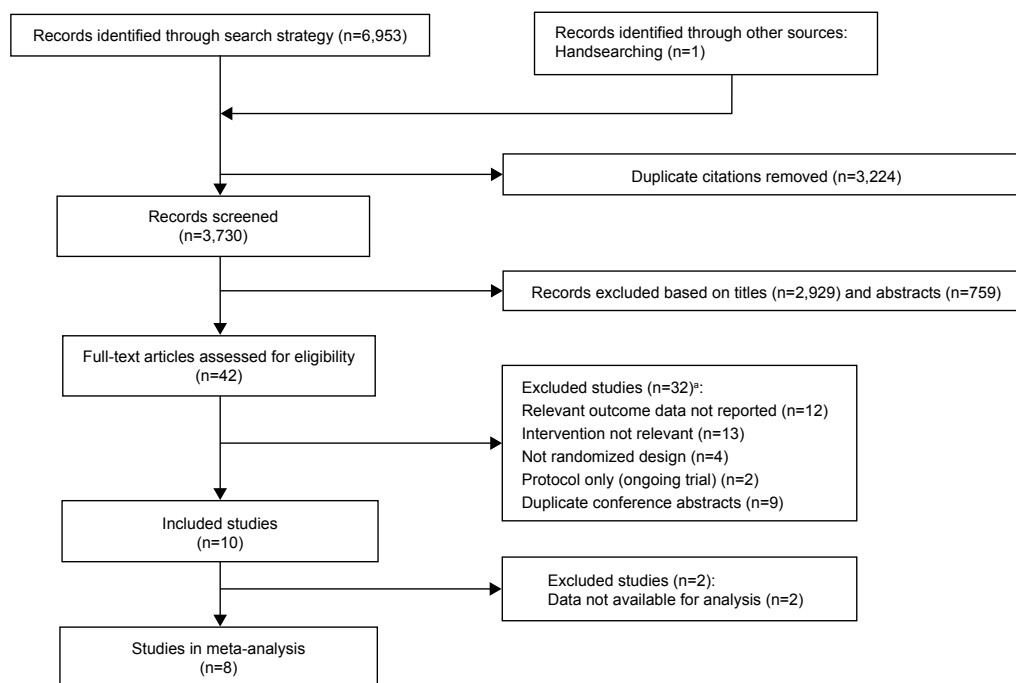 Records identified through search strategy (n=6,953)
Records identified through other sources:
Handsearching (n=1)
Duplicate citations removed (n=3,224)
Records screened
(n=3,730)
Records excluded based on titles (n=2,929) and abstracts (n=759)
Full-text articles assessed for eligibility
(n=42)
Excluded studies (n=32)ᵃ:
Relevant outcome data not reported (n=12)
Intervention not relevant (n=13)
Not randomized design (n=4)
Protocol only (ongoing trial) (n=2)
Duplicate conference abstracts (n=9)
Included studies
(n=10)
Excluded studies (n=2):
Data not available for analysis (n=2)
Studies in meta-analysis
(n=8)